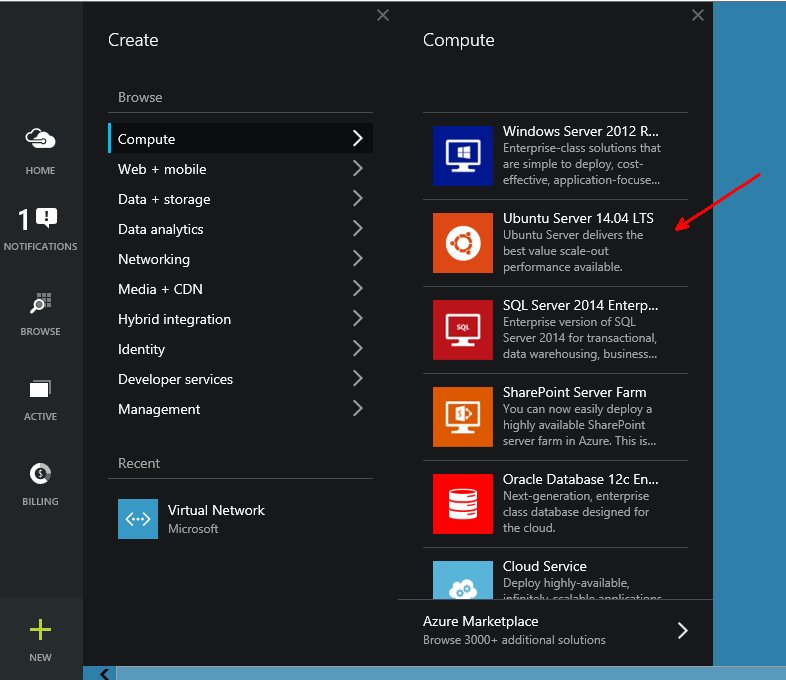 HOME
1
NOTIFICATIONS
BROWSE
ACTIVE
BILLING
NEW
Create
Browse
Compute
Web + mobile
Data + storage
Data analytics
Networking
Media + CDN
Hybrid integration
Identity
Developer services
Management
Recent
Virtual Network
Microsoft
Compute
Windows Server 2012 R...
Enterprise-class solutions that
are simple to deploy, cost-
effective, application-focuse...
Ubuntu Server 14.04 LTS
Ubuntu Server delivers the
best value scale-out
performance available.
SQL
SQL Server 2014 Enterp...
Enterprise version of SQL
Server 2014 for transactional,
data warehousing, business...
SharePoint Server Farm
You can now easily deploy a
highly available SharePoint
server farm in Azure. This is...
Oracle Database 12c En...
Next-generation, enterprise
class database designed for
the cloud.
Cloud Service
Deploy highly-available,
infinitely-scalable applications
Azure Marketplace
Browse 3000+ additional solutions